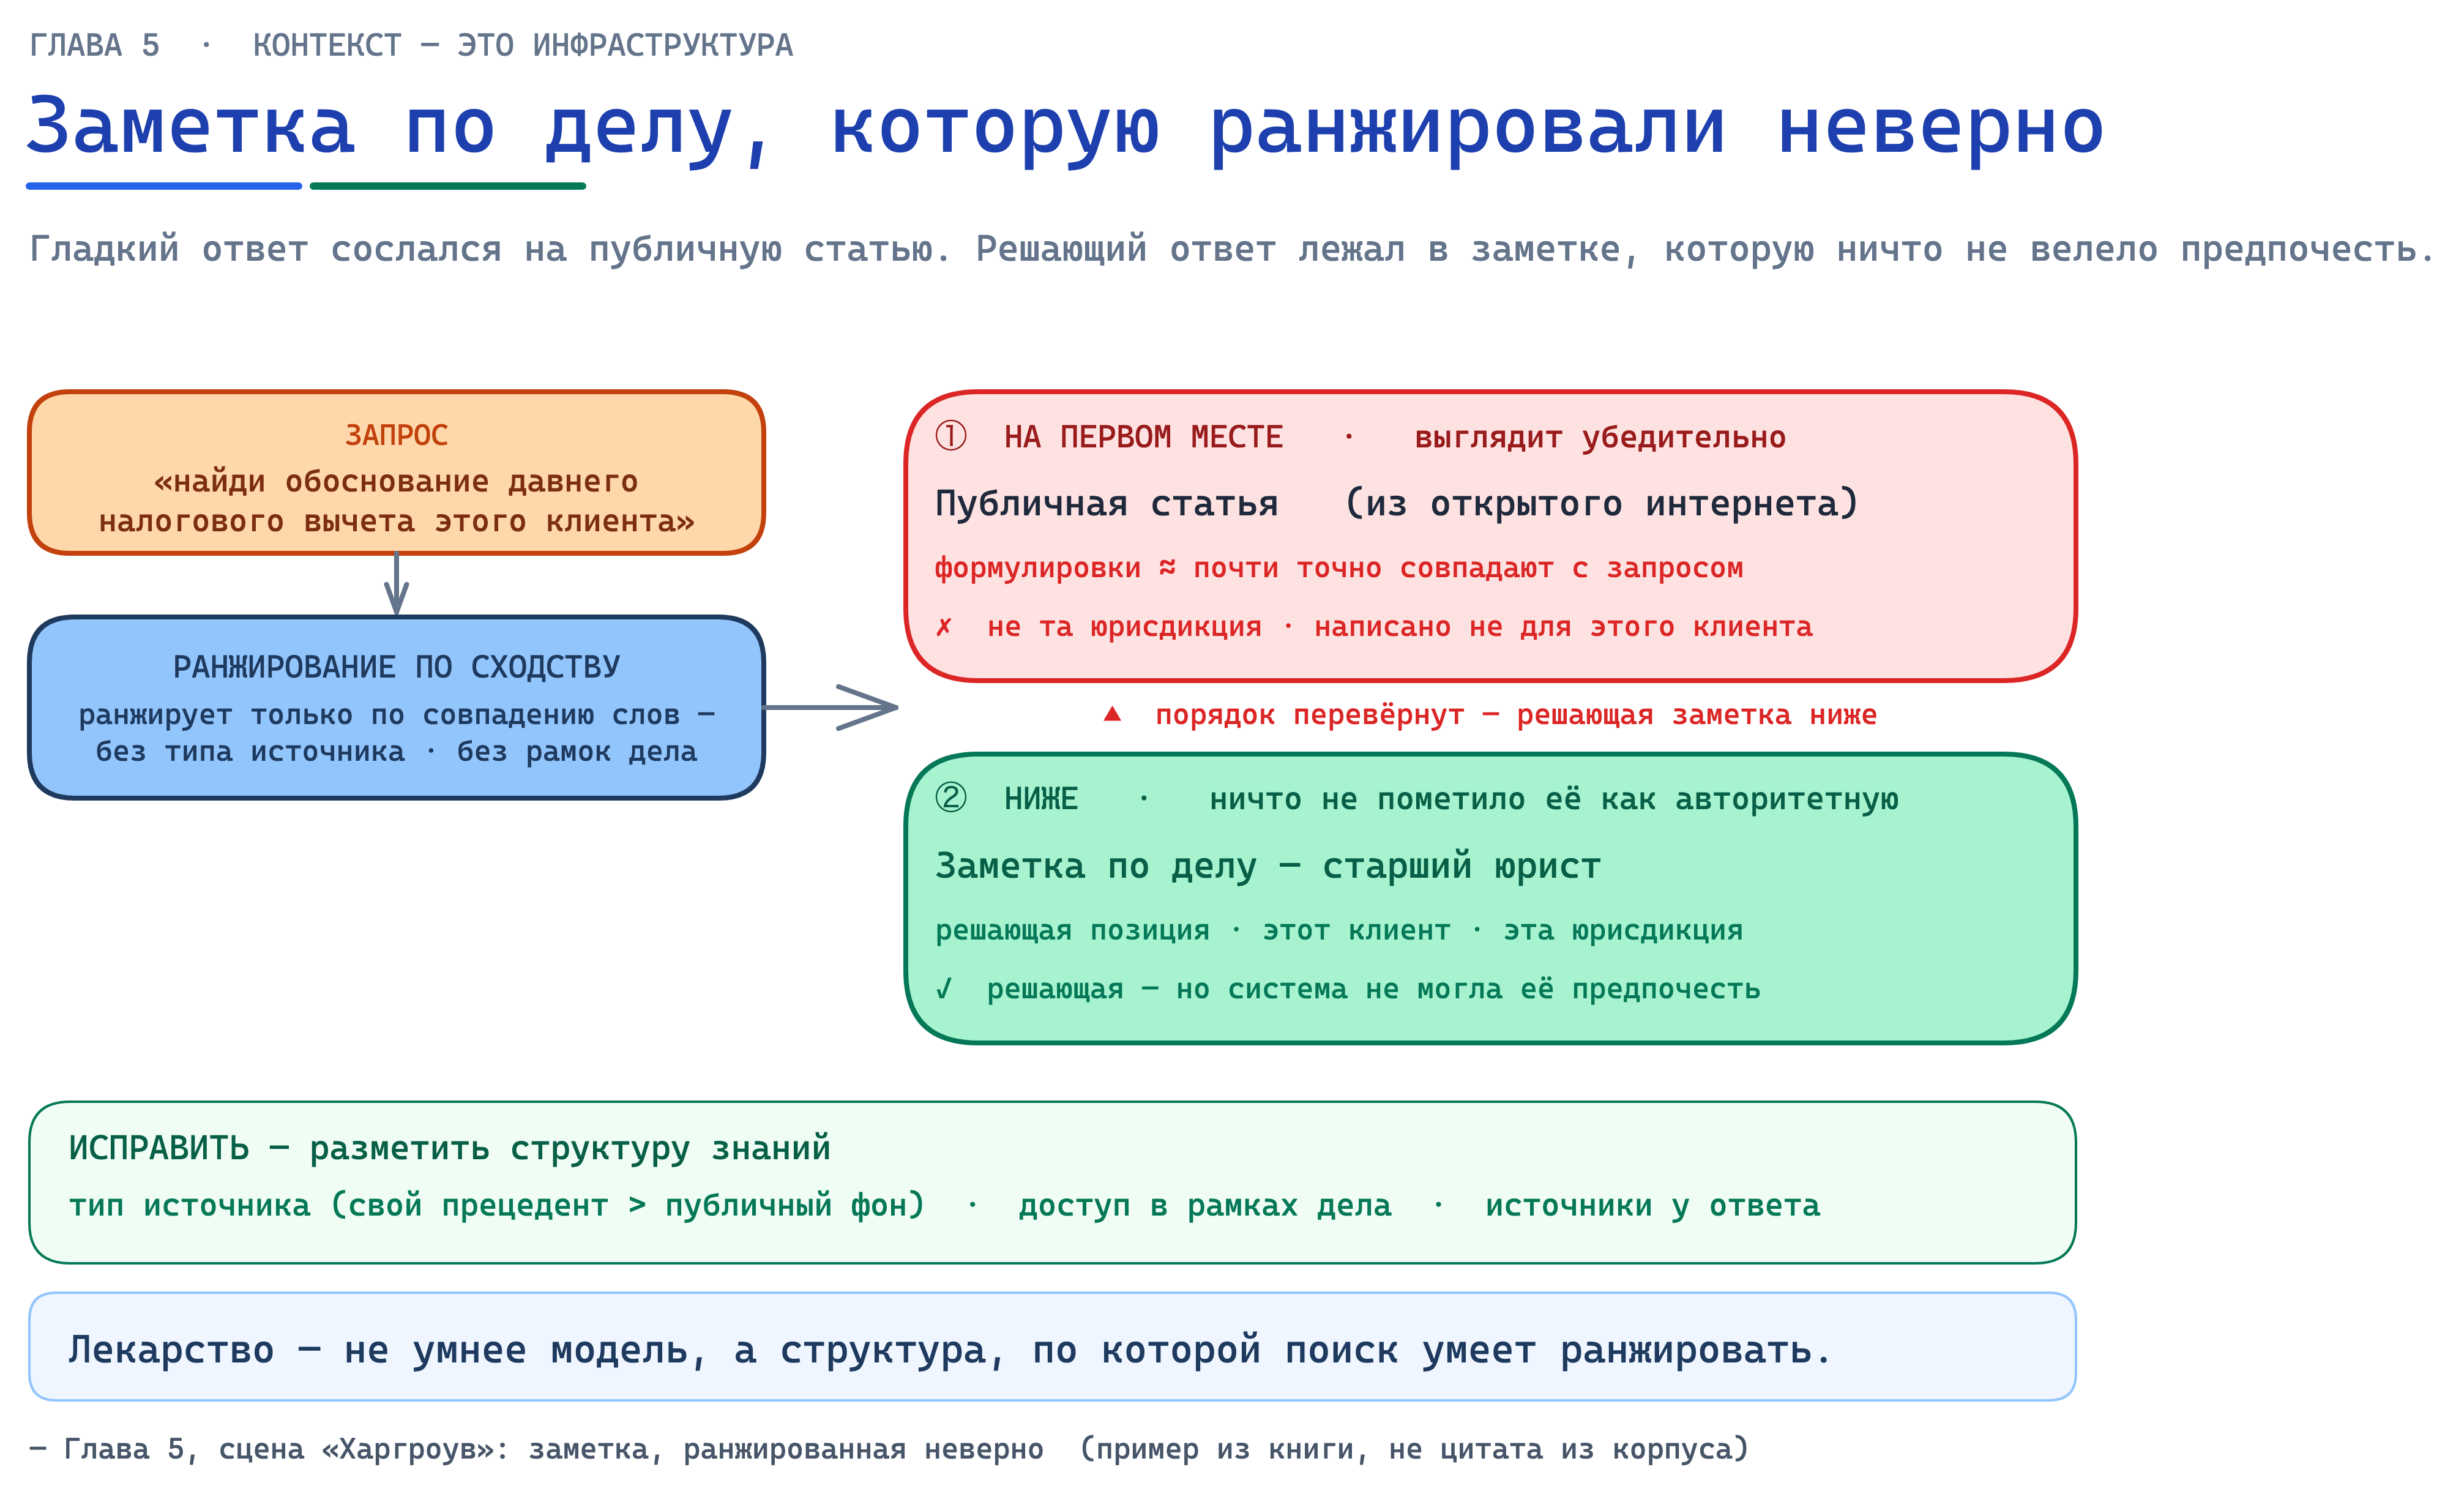 ГЛАВА 5 · КОНТЕКСТ — ЭТО ИНФРАСТРУКТУРА
Заметка по делу, которую ранжировали неверно
Гладкий ответ сослался на публичную статью. Решающий ответ лежал в заметке, которую ничто не велело предпочесть.
ЗАПРОС
«найди обоснование давнего
налогового вычета этого клиента»
РАНЖИРОВАНИЕ ПО СХОДСТВУ
ранжирует только по совпадению слов —
без типа источника · без рамок дела
① НА ПЕРВОМ МЕСТЕ · выглядит убедительно
Публичная статья (из открытого интернета)
формулировки ≈ почти точно совпадают с запросом
✗ не та юрисдикция · написано не для этого клиента
▲ порядок перевёрнут — решающая заметка ниже
② НИЖЕ · ничто не пометило её как авторитетную
Заметка по делу — старший юрист
решающая позиция · этот клиент · эта юрисдикция
✓ решающая — но система не могла её предпочесть
ИСПРАВИТЬ — разметить структуру знаний
тип источника (свой прецедент > публичный фон) · доступ в рамках дела · источники у ответа
Лекарство — не умнее модель, а структура, по которой поиск умеет ранжировать.
— Глава 5, сцена «Харгроув»: заметка, ранжированная неверно (пример из книги, не цитата из корпуса)